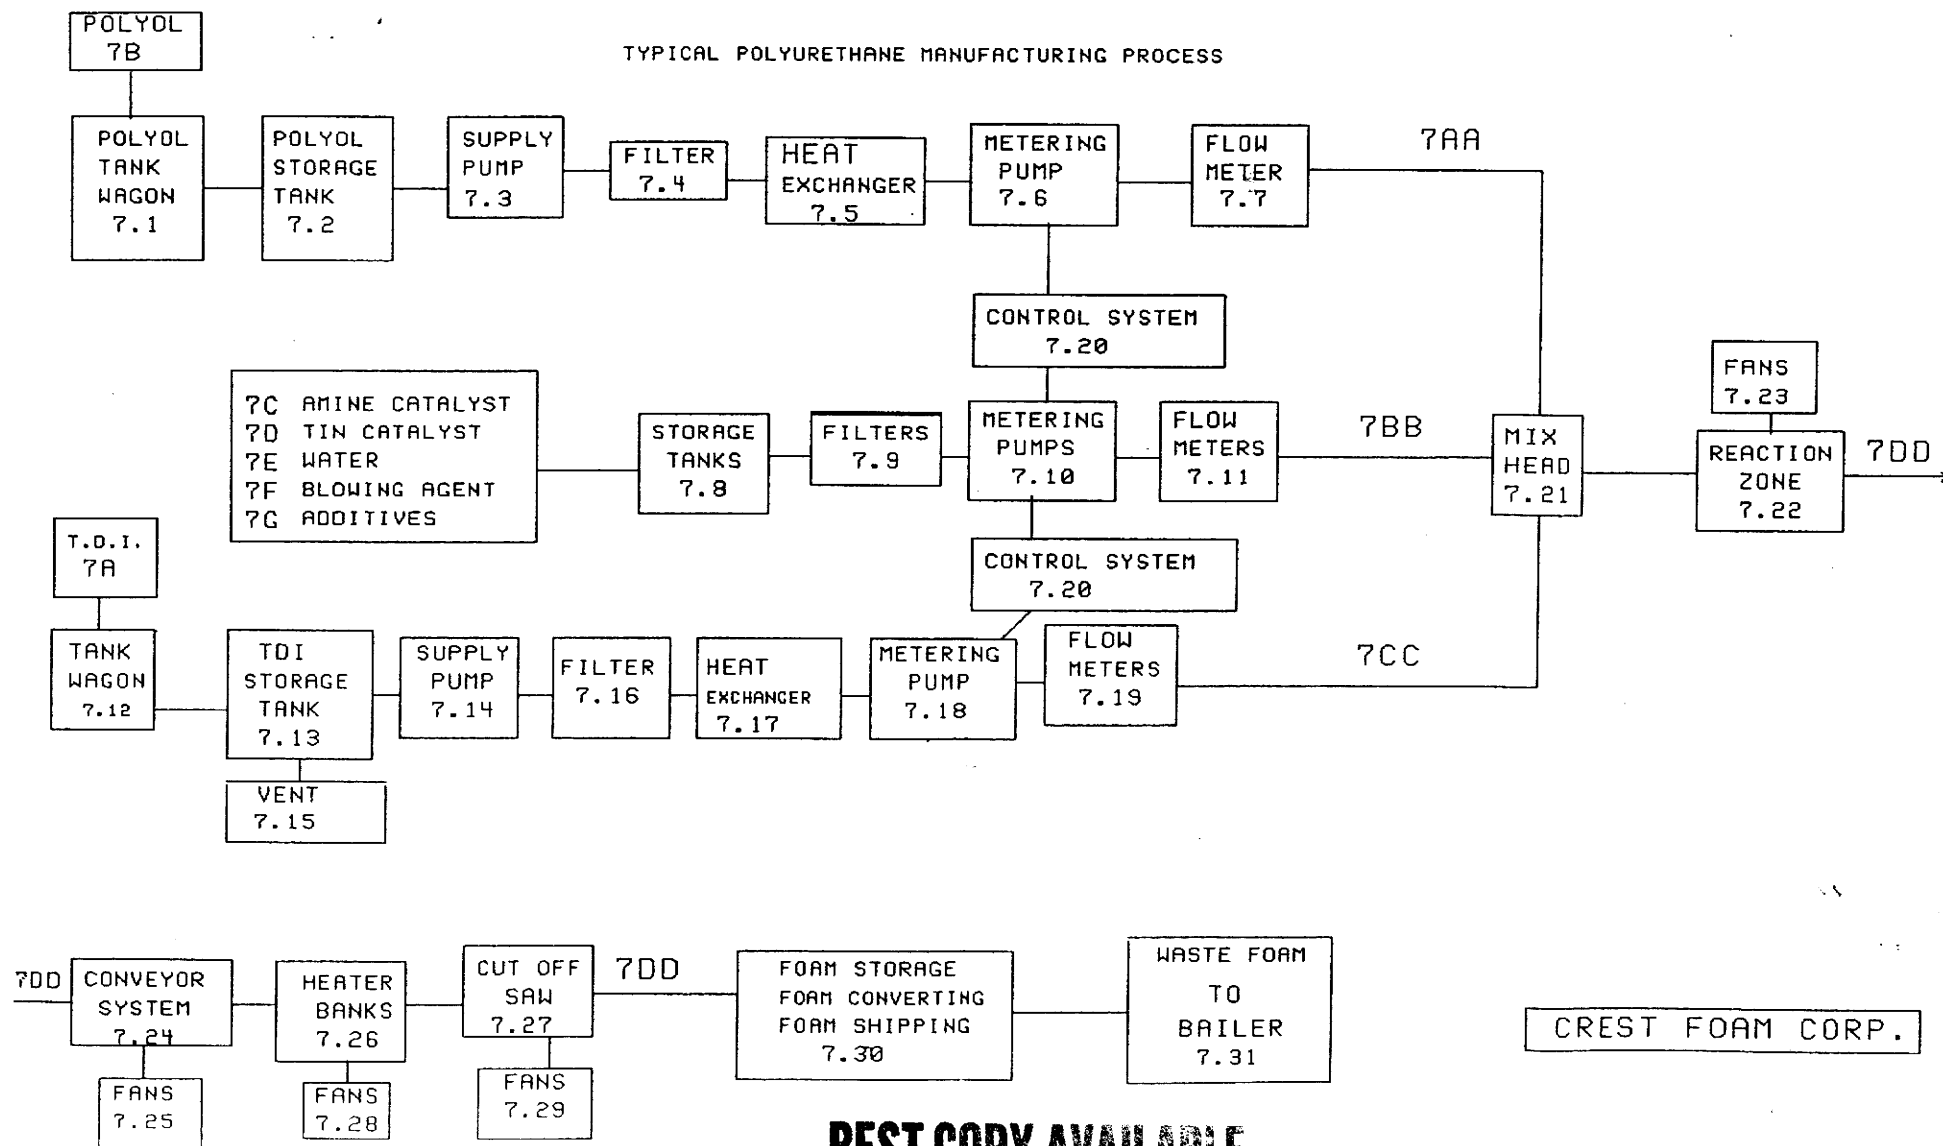 POLYOL
7B
TYPICAL POLYURETHANE MANUFACTURING PROCESS
POLYOL
TANK
WAGON
7.1
POLYOL
STORAGE
TANK
7.2
SUPPLY
PUMP
7.3
FILTER
7.4
HEAT
EXCHANGER
7.5
METERING
PUMP
7.6
FLOW
METER
7.7
7AA
CONTROL SYSTEM
7.20
7C AMINE CATALYST
7D TIN CATALYST
7E WATER
7F BLOWING AGENT
7G ADDITIVES
STORAGE
TANKS
7.8
FILTERS
7.9
METERING
PUMPS
7.10
FLOW
METERS
7.11
7BB
MIX
HEAD
7.21
FANS
7.23
REACTION
ZONE
7.22
7DD
CONTROL SYSTEM
7.20
T.D.I.
7A
TANK
WAGON
7.12
TDI
STORAGE
TANK
7.13
VENT
7.15
SUPPLY
PUMP
7.14
FILTER
7.16
HEAT
EXCHANGER
7.17
METERING
PUMP
7.18
FLOW
METERS
7.19
7CC
7DD
CONVEYOR
SYSTEM
7.24
FANS
7.25
HEATER
BANKS
7.26
FANS
7.28
CUT OFF
SAW
7.27
FANS
7.29
7DD
FOAM STORAGE
FOAM CONVERTING
FOAM SHIPPING
7.30
WASTE FOAM
TO
BAILER
7.31
CREST FOAM CORP.
BEST COPY AVAILABLE